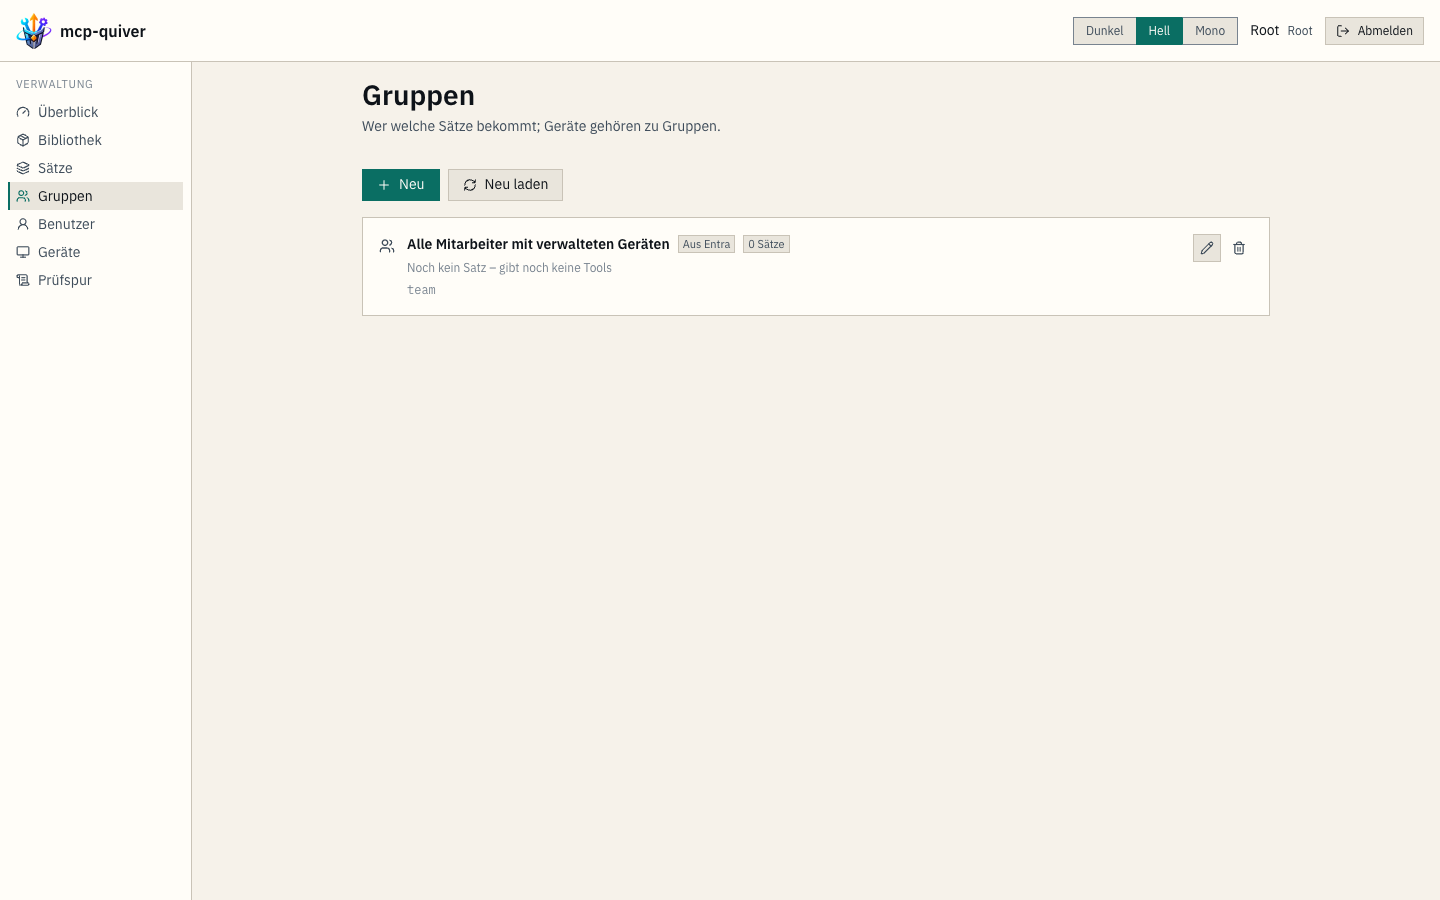 mcp-quiver
Dunkel Hell Mono Root Root Abmelden
VERWALTUNG
Überblick
Bibliothek
Sätze
Gruppen
Benutzer
Geräte
Prüfspur
Gruppen
Wer welche Sätze bekommt; Geräte gehören zu Gruppen.
Neu Neu laden
Alle Mitarbeiter mit verwalteten Geräten Aus Entra 0 Sätze
Noch kein Satz – gibt noch keine Tools
team